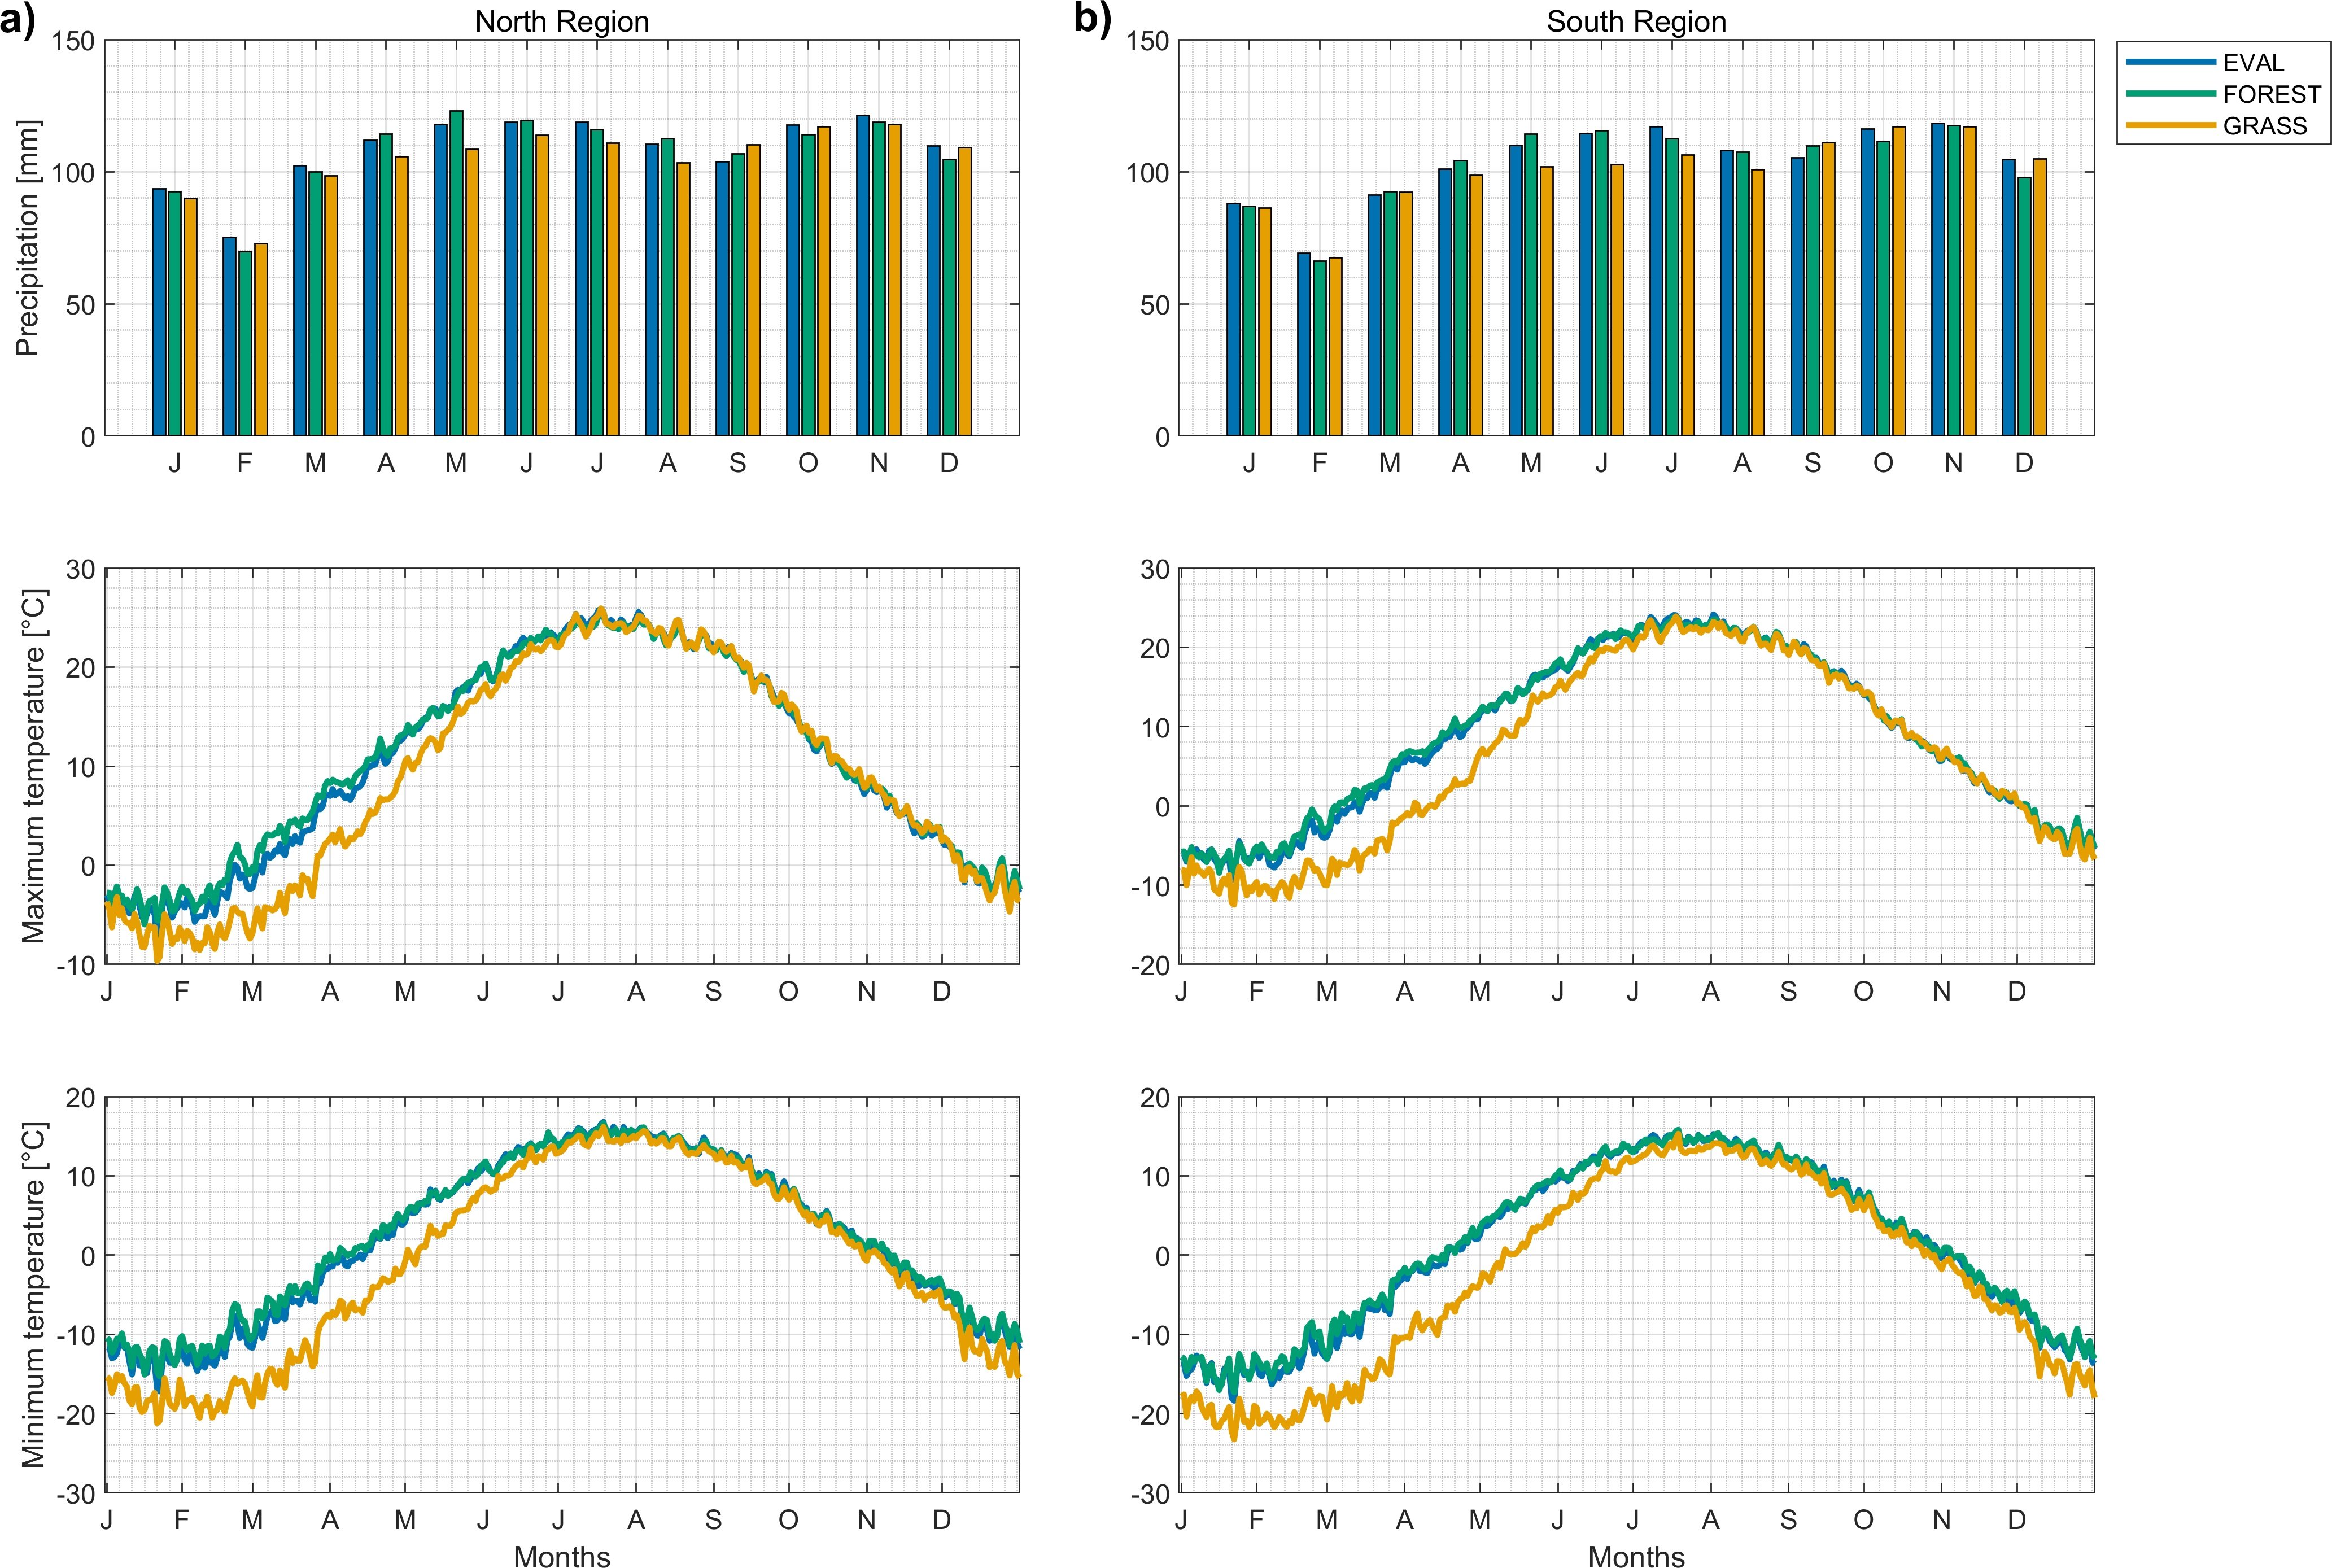 a)
North Region
Precipitation [mm]
150
100
50
0
J F M A M J J A S O N D
b)
South Region
150
100
50
0
J F M A M J J A S O N D
EVAL
FOREST
GRASS
Maximum temperature [°C]
30
20
10
0
-10
J F M A M J J A S O N D
30
20
10
0
-10
-20
J F M A M J J A S O N D
Minimum temperature [°C]
20
10
0
-10
-20
-30
J F M A M J J A S O N D
Months
20
10
0
-10
-20
-30
J F M A M J J A S O N D
Months